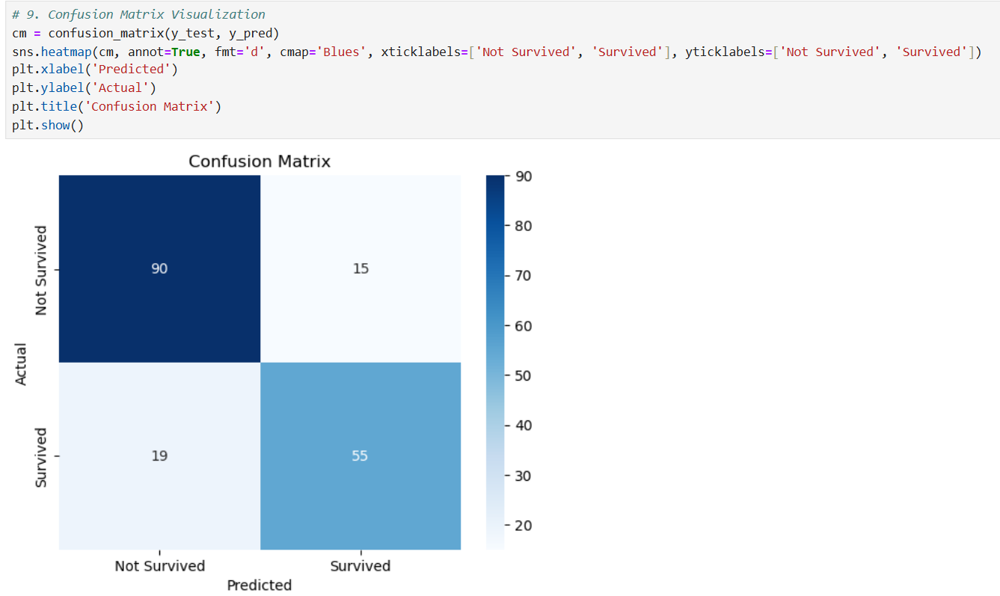 # 9. Confusion Matrix Visualization
cm = confusion_matrix(y_test, y_pred)
sns.heatmap(cm, annot=True, fmt='d', cmap='Blues', xticklabels=['Not Survived', 'Survived'], yticklabels=['Not Survived', 'Survived'])
plt.xlabel('Predicted')
plt.ylabel('Actual')
plt.title('Confusion Matrix')
plt.show()
Confusion Matrix
Actual
Not Survived
Survived
90
15
19
55
Not Survived
Survived
Predicted
90
80
70
60
50
40
30
20